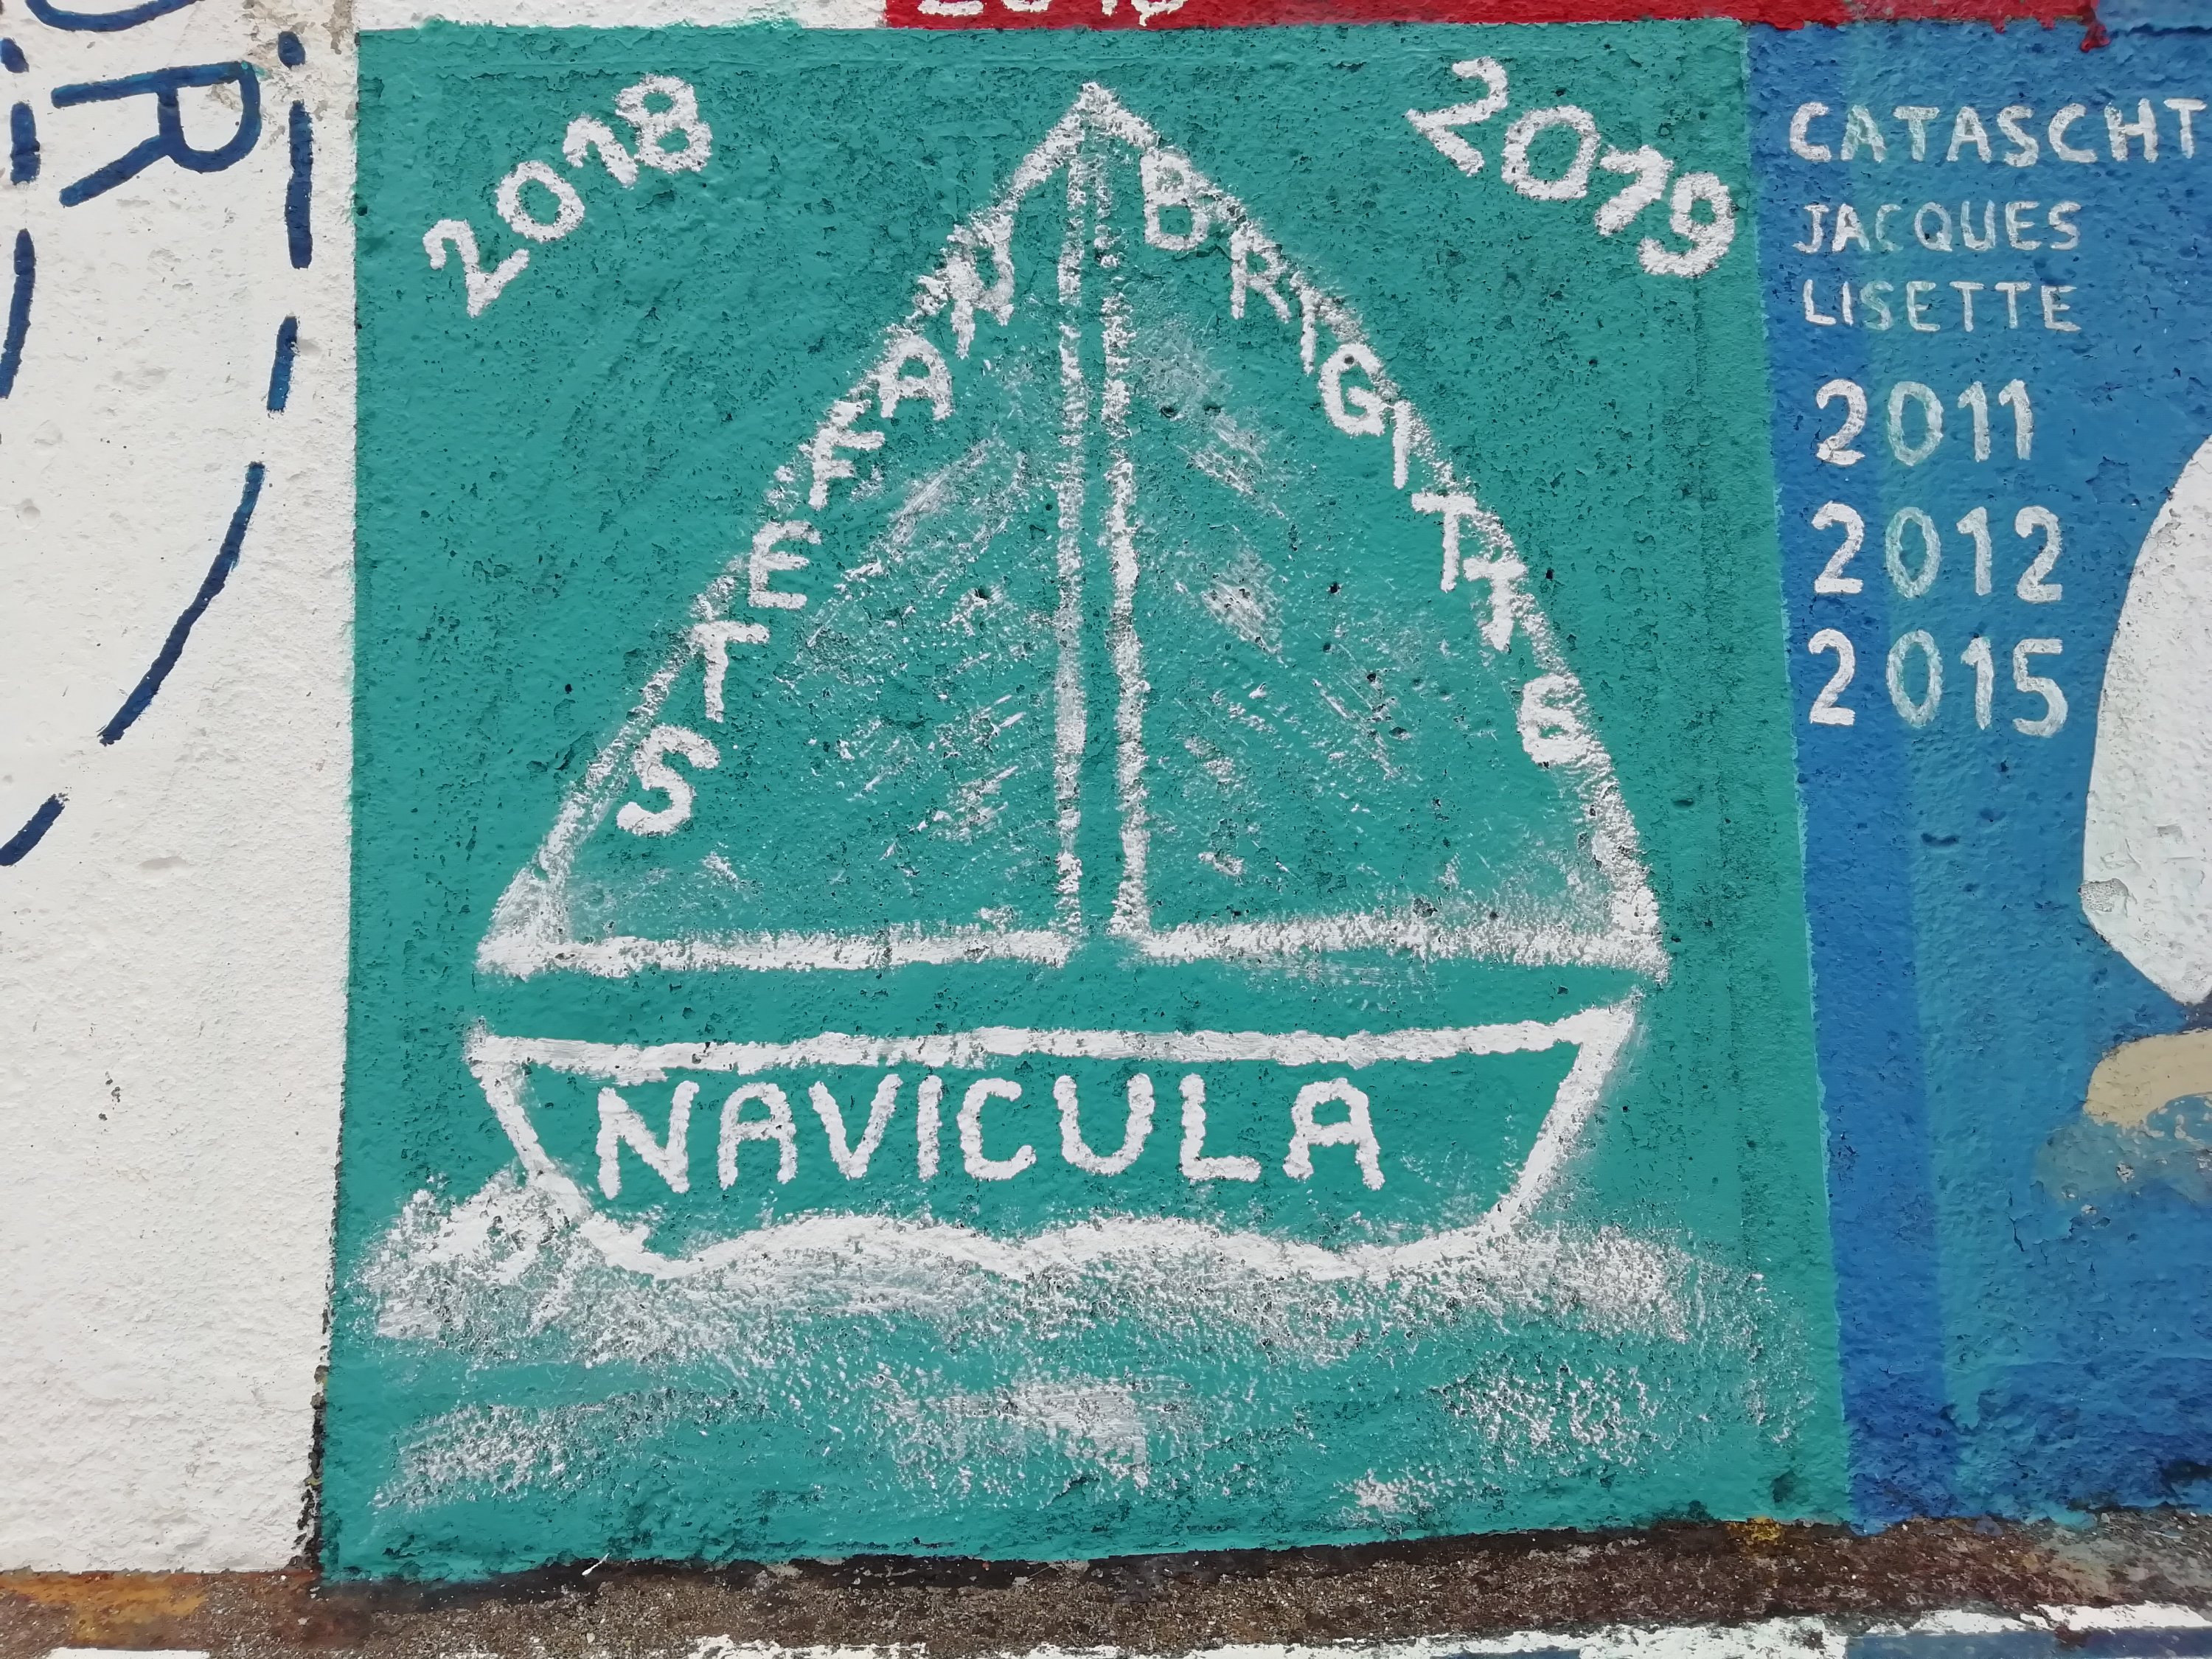 2018
2019
STEFAN
BRIGITTE
NAVICULA
CATASCHT
JACQUES
LISETTE
2011
2012
2015